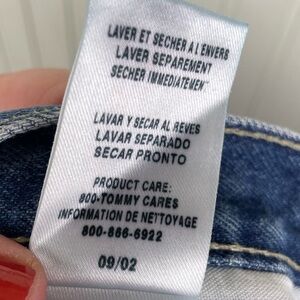 LAVER ET SECHER A L'ENVERS
LAVER SEPAREMENT
SECHER IMMEDIATEMENT
LAVAR Y SECAR AL REVES
LAVAR SEPARADO
SECAR PRONTO
PRODUCT CARE:
800-TOMMY CARES
INFORMATION DE NETTOYAGE
800-866-6922
09/02